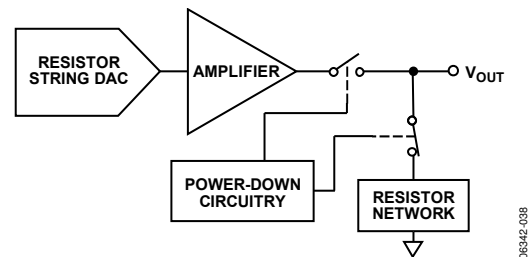 RESISTOR
STRING DAC
AMPLIFIER
VOUT
POWER-DOWN
CIRCUITRY
RESISTOR
NETWORK
06342-038